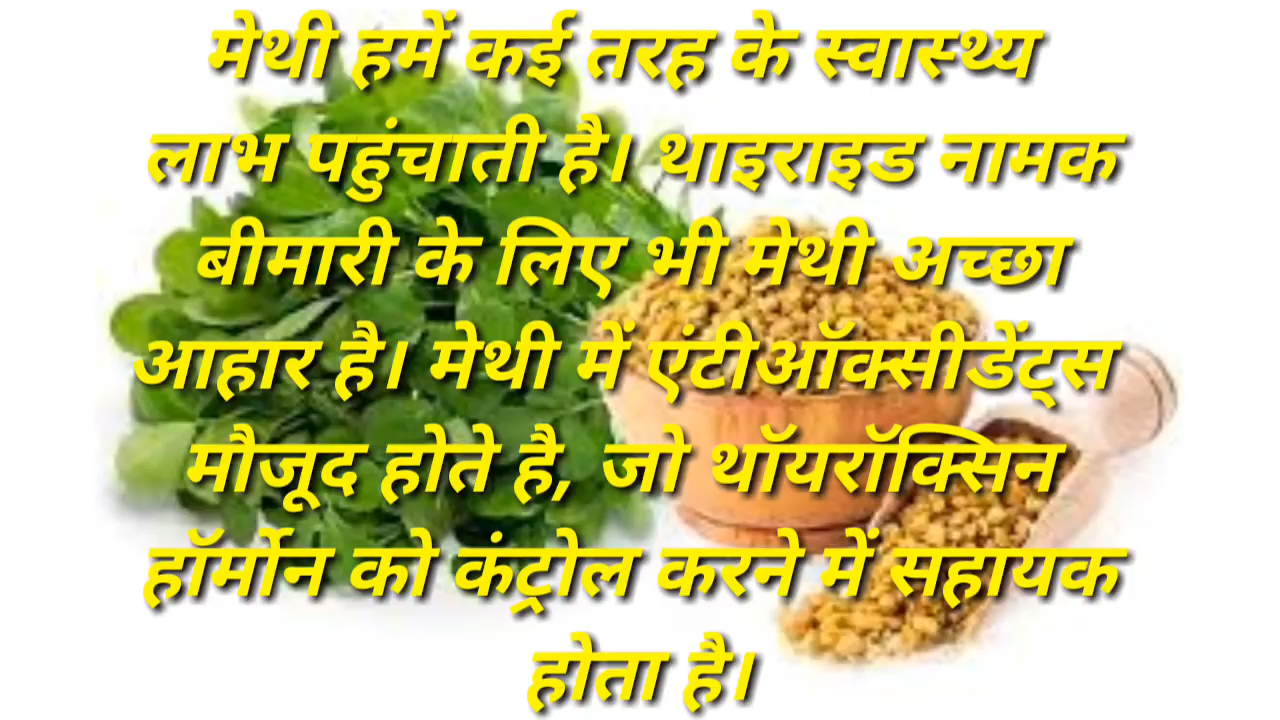 मेथी हमें कई तरह के स्वास्थ्य
लाभ पहुंचाती है। थाइराइड नामक
बीमारी के लिए भी मेथी अच्छा
आहार है। मेथी में एंटीऑक्सीडेंट्स
मौजूद होते है, जो थॉयरॉक्सिन
हॉर्मोन को कंट्रोल करने में सहायक
होता है।